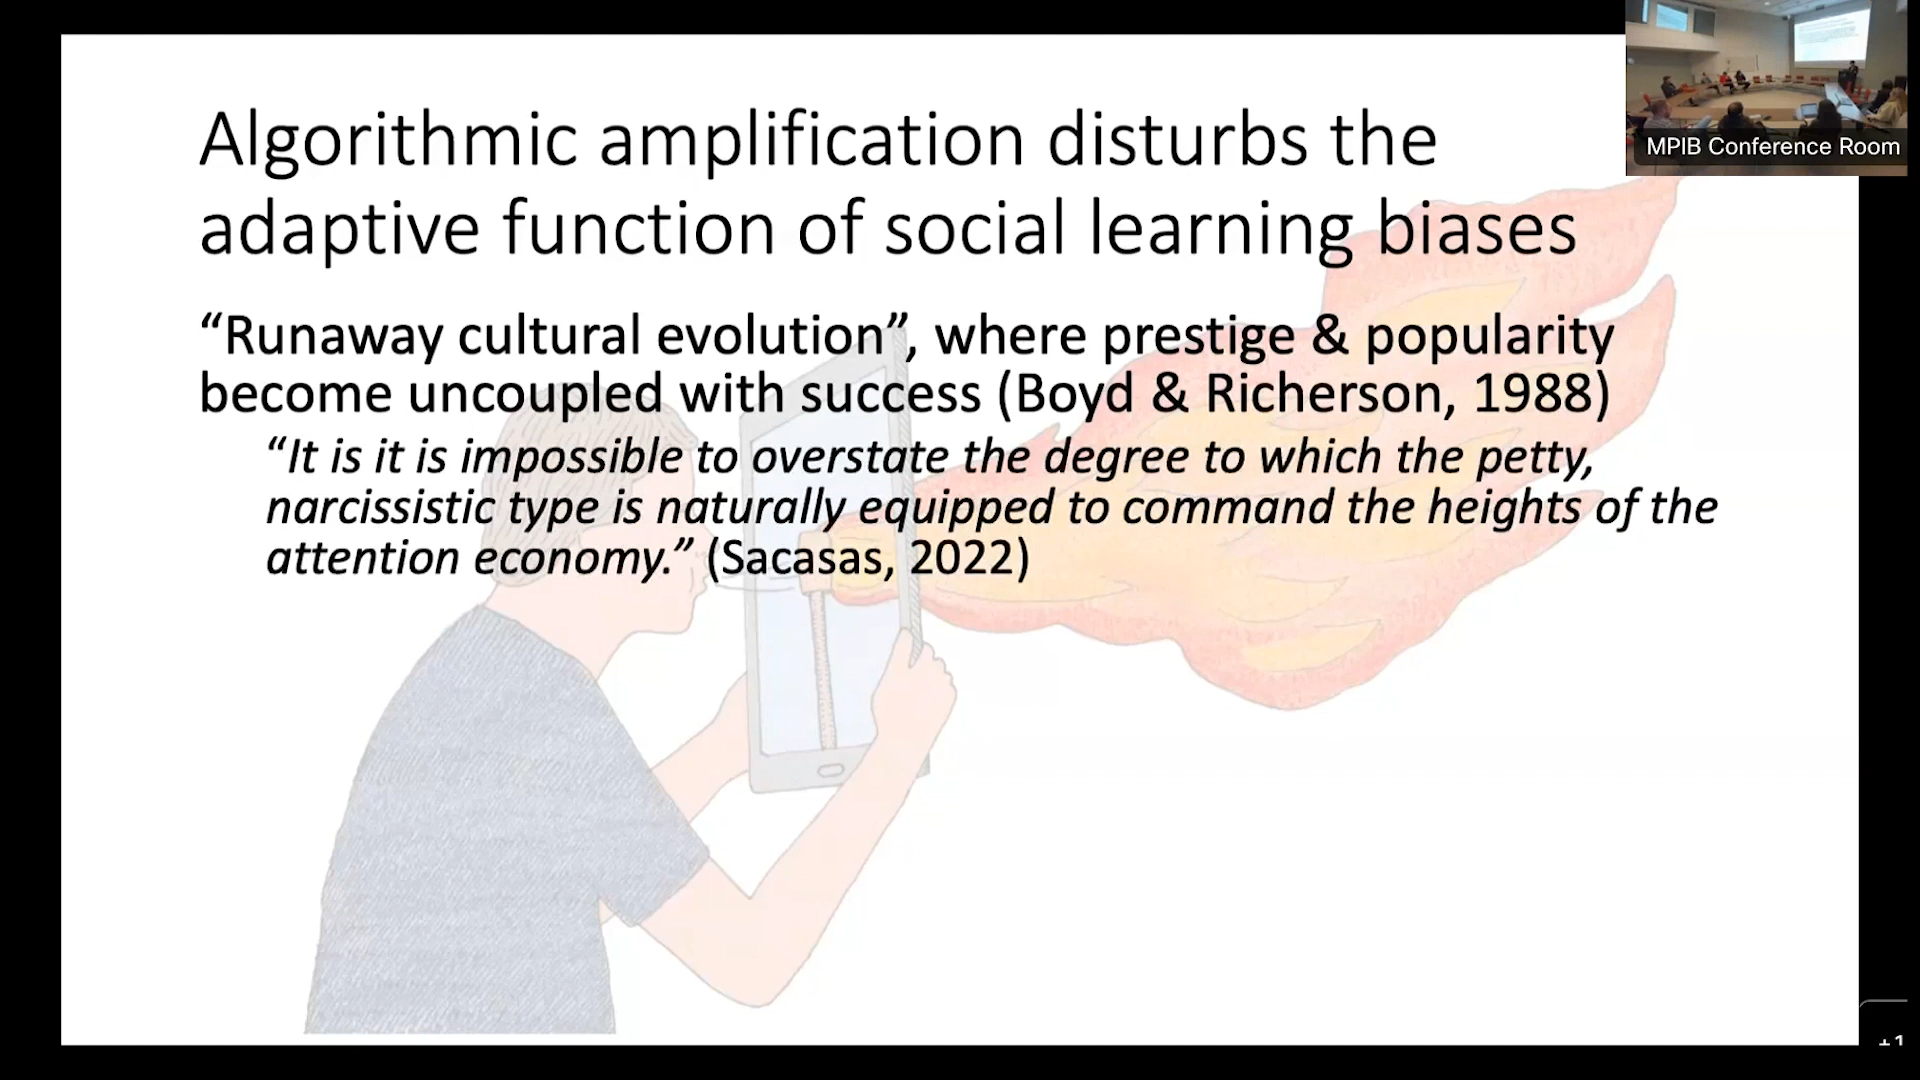 MPIB Conference Room
Algorithmic amplification disturbs the
adaptive function of social learning biases
“Runaway cultural evolution”, where prestige & popularity
become uncoupled with success (Boyd & Richerson, 1988)
“It is it is impossible to overstate the degree to which the petty,
narcissistic type is naturally equipped to command the heights of the
attention economy.” (Sacasas, 2022)